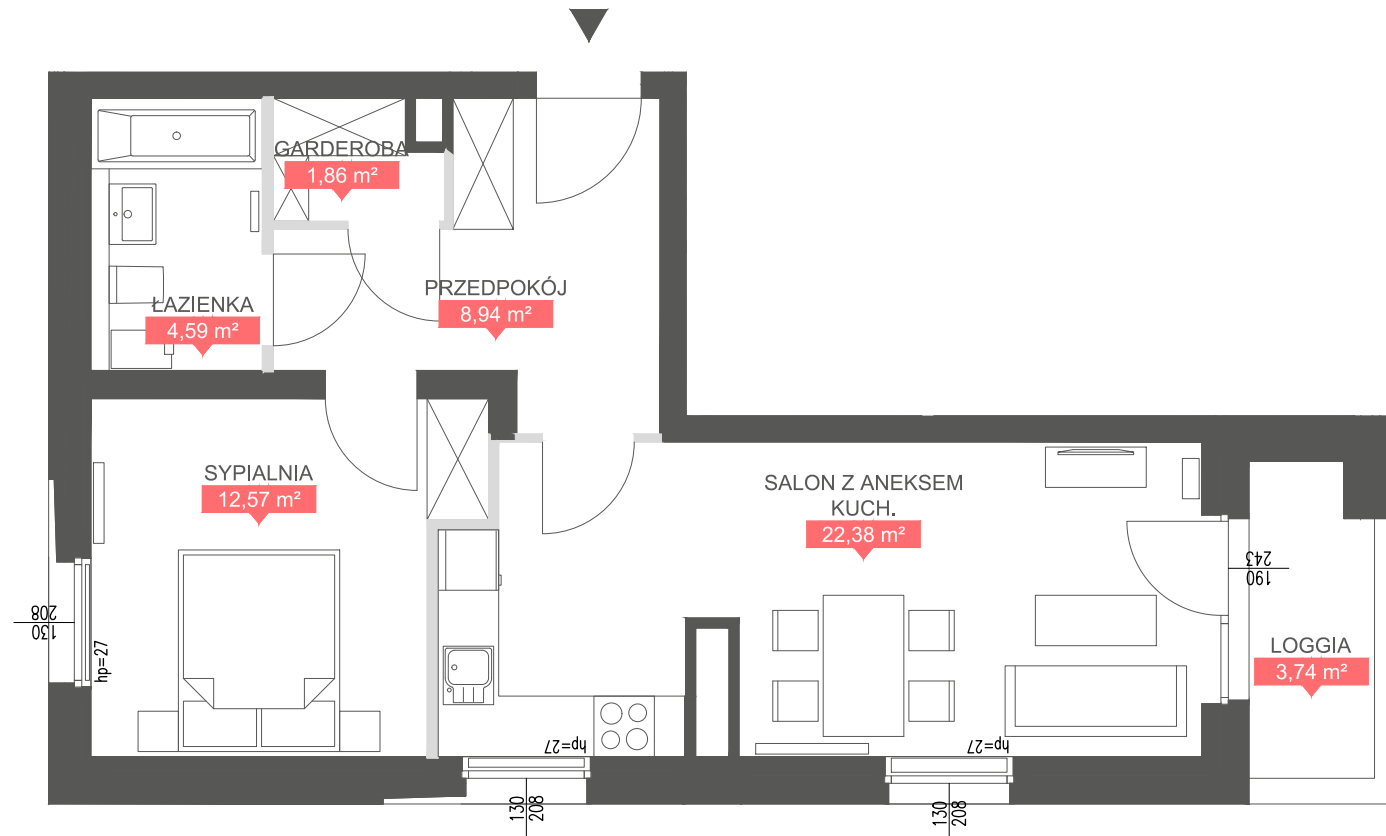 GARDEROBA
1,86 m²
PRZEDPOKÓJ
8,94 m²
ŁAZIENKA
4,59 m²
SYPIALNIA
12,57 m²
SALON Z ANEKSEM
KUCH.
22,38 m²
LOGGIA
3,74 m²
243
190
208
130
hp=27
hp=27
hp=27
130
208
130
208